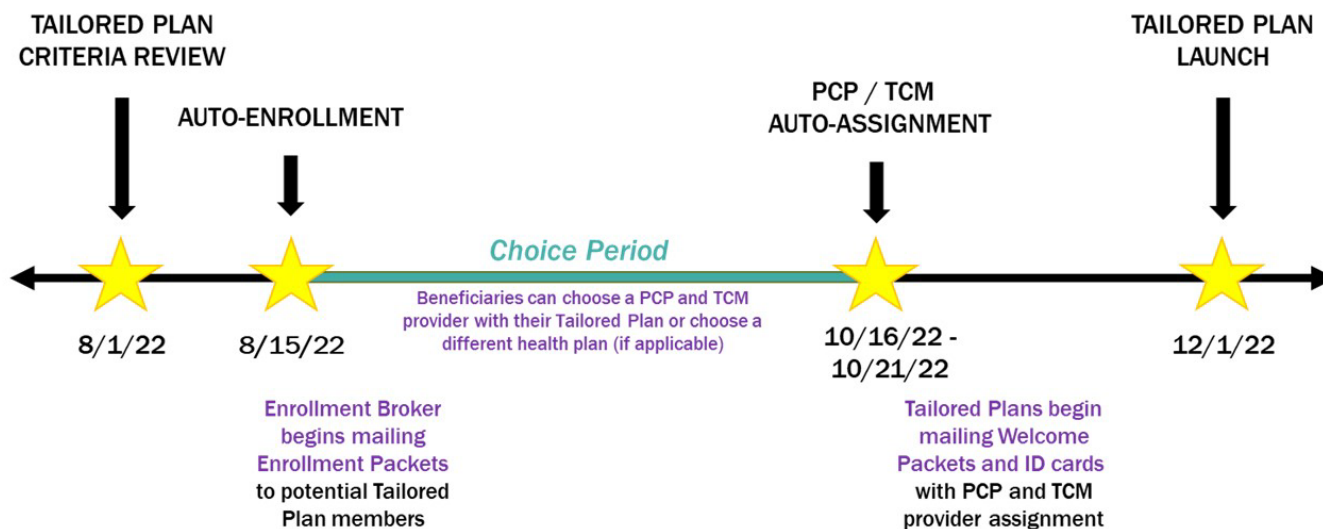 TAILORED PLAN
CRITERIA REVIEW
AUTO-ENROLLMENT
PCP / TCM
AUTO-ASSIGNMENT
TAILORED PLAN
LAUNCH
Choice Period
Beneficiaries can choose a PCP and TCM
provider with their Tailored Plan or choose a
different health plan (if applicable)
8/1/22
8/15/22
10/16/22 -
10/21/22
12/1/22
Enrollment Broker
begins mailing
Enrollment Packets
to potential Tailored
Plan members
Tailored Plans begin
mailing Welcome
Packets and ID cards
with PCP and TCM
provider assignment